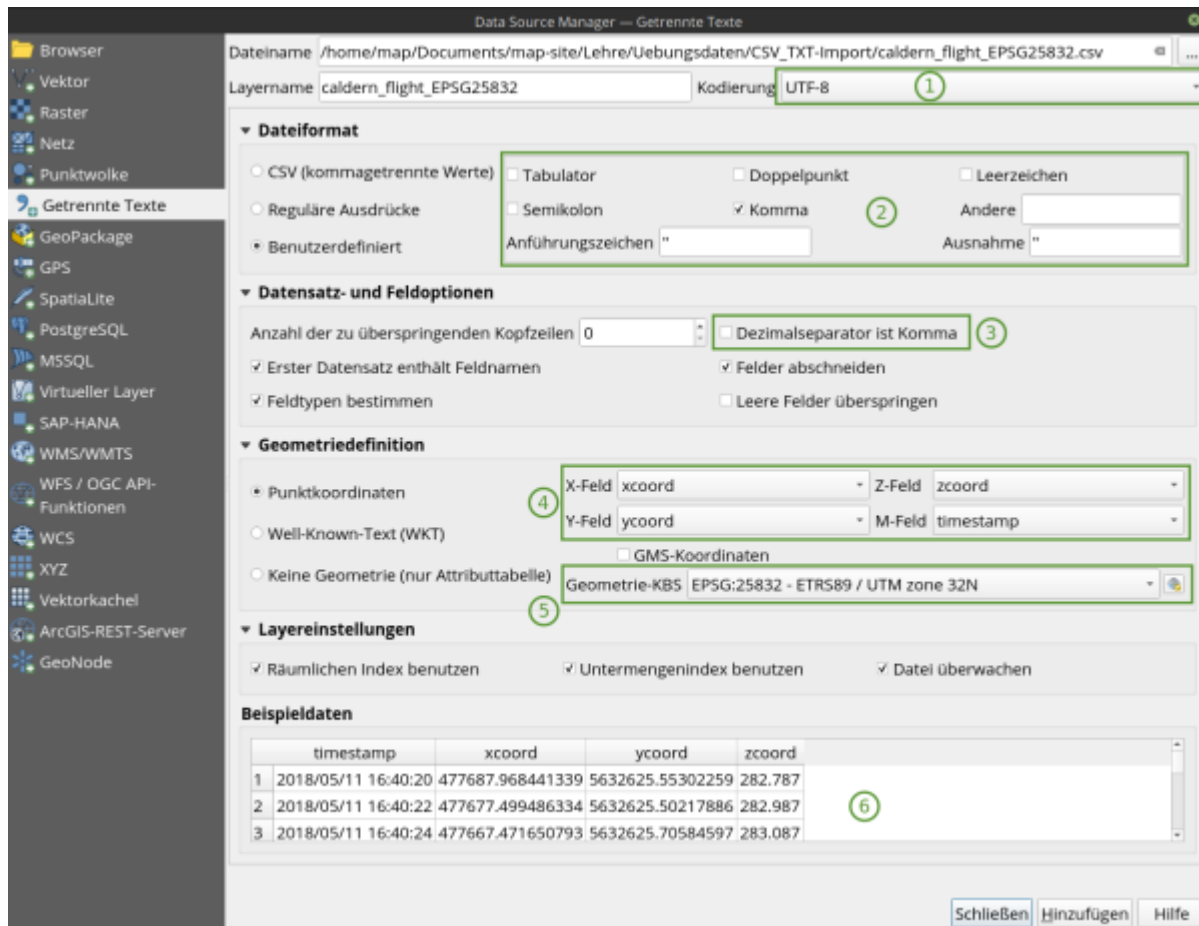 Data Source Manager — Getrennte Texte
Browser
Vektor
Raster
Netz
Punktwolke
Getrennte Texte
GeoPackage
GPS
SpatiaLite
PostgreSQL
MSSQL
Virtueller Layer
SAP-HANA
WMS/WMTS
WFS / OGC API-
Funktionen
WCS
XYZ
Vektorkachel
ArcGIS-REST-Server
GeoNode
Dateiname /home/map/Documents/map-site/Lehre/Uebungsdaten/CSV_TXT-Import/caldern_flight_EPSG25832.csv ...
Layername caldern_flight_EPSG25832 Kodierung UTF-8 1
Dateiformat
CSV (kommagetrennte Werte) Tabulator Doppelpunkt Leerzeichen
Reguläre Ausdrücke Semikolon Komma 2 Andere
Benutzerdefiniert Anführungszeichen " Ausnahme "
Datensatz- und Feldoptionen
Anzahl der zu überspringenden Kopfzeilen 0 Dezimalseparator ist Komma 3
Erster Datensatz enthält Feldnamen Felder abschneiden
Feldtypen bestimmen Leere Felder überspringen
Geometriedefinition
Punktkoordinaten 4 X-Feld xcoord Z-Feld zcoord
Y-Feld ycoord M-Feld timestamp
Well-Known-Text (WKT)
GMS-Koordinaten
Keine Geometrie (nur Attributtabelle) Geometrie-KBS EPSG:25832 - ETRS89 / UTM zone 32N
5
Layereinstellungen
Räumlichen Index benutzen Untermengenindex benutzen Datei überwachen
Beispieldaten
timestamp xcoord ycoord zcoord
1 2018/05/11 16:40:20 477687.968441339 5632625.55302259 282.787
2 2018/05/11 16:40:22 477677.499486334 5632625.50217886 282.987 6
3 2018/05/11 16:40:24 477667.471650793 5632625.70584597 283.087
Schließen Hinzufügen Hilfe